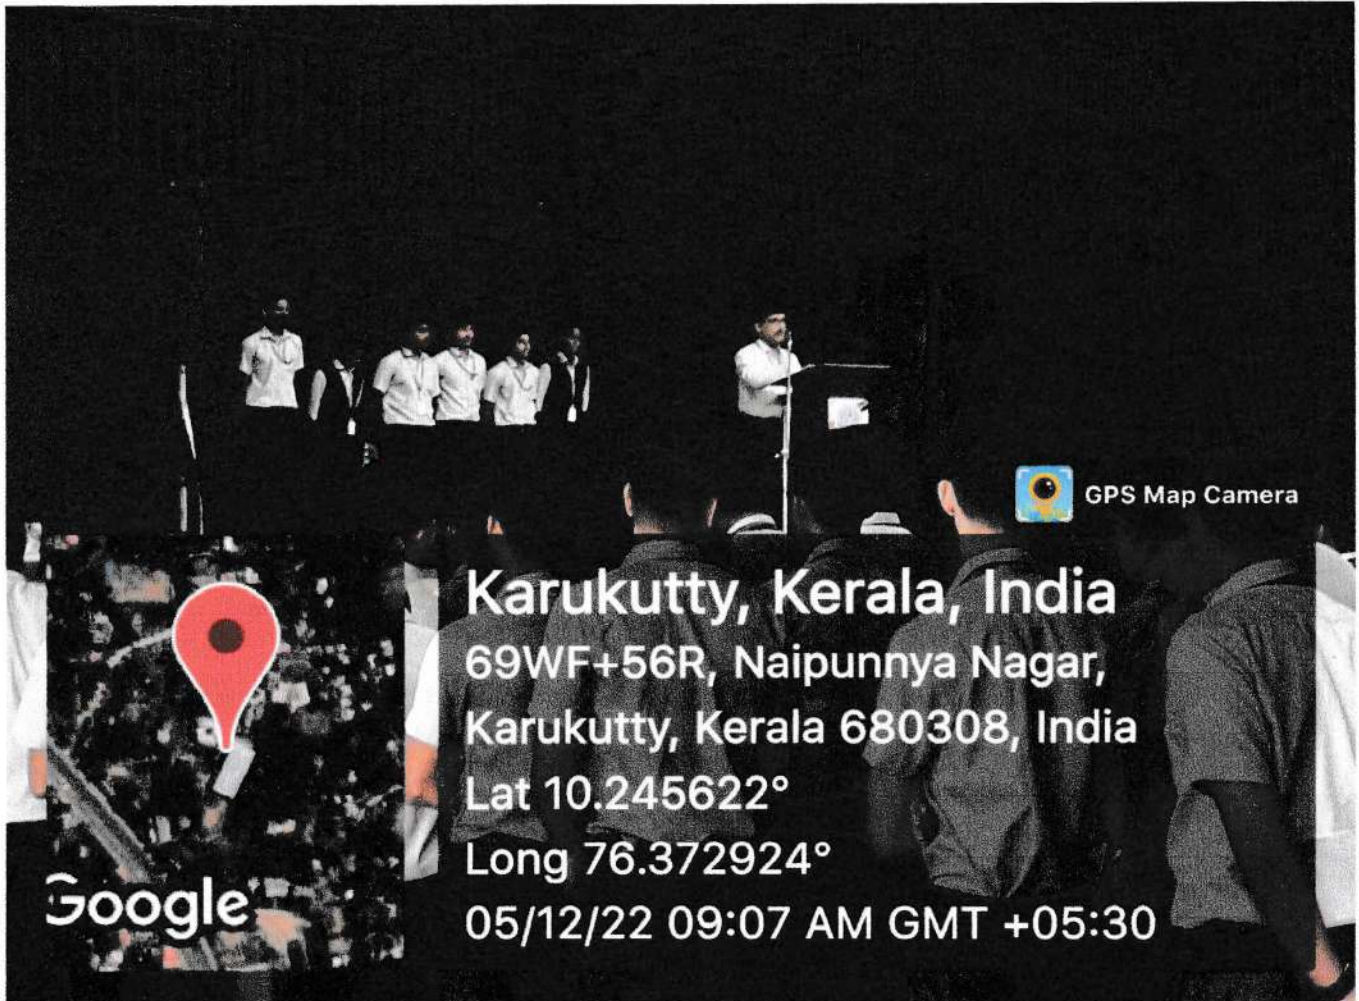 GPS Map Camera
Karukutty, Kerala, India
69WF+56R, Naipunnya Nagar,
Karukutty, Kerala 680308, India
Lat 10.245622°
Long 76.372924°
05/12/22 09:07 AM GMT +05:30
Google